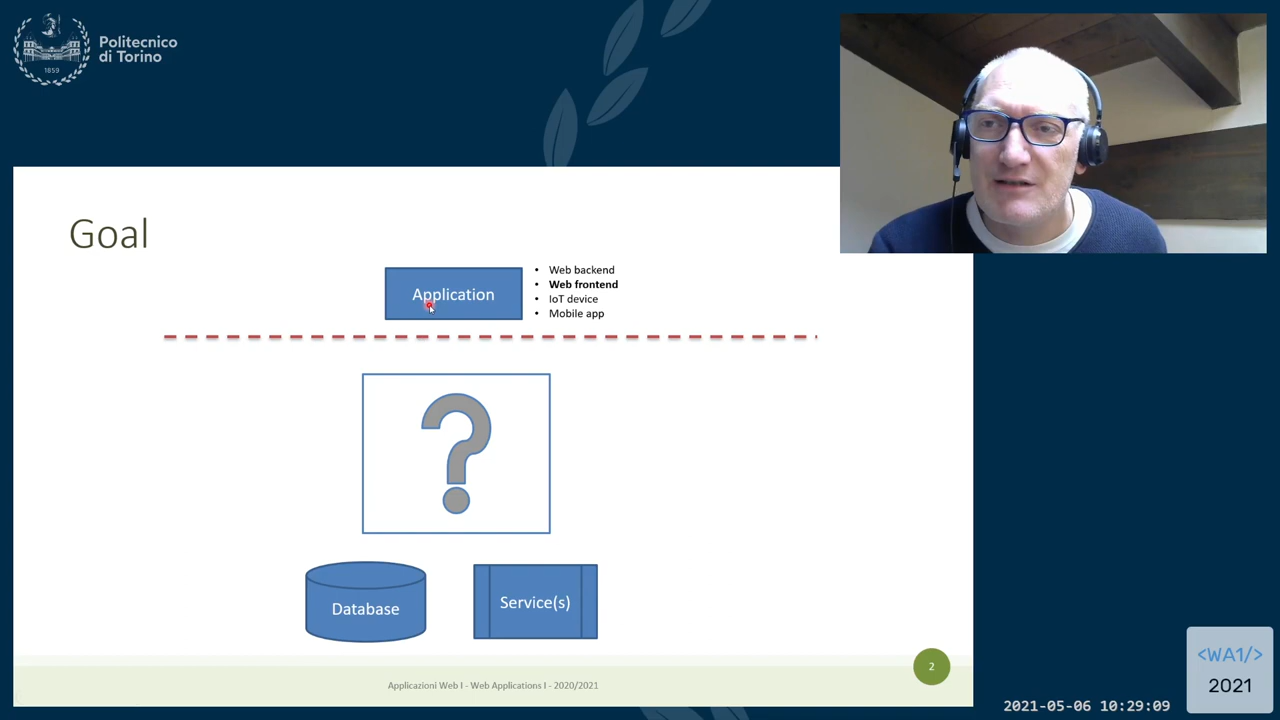 Politecnico
di Torino
1859
Goal
Application
• Web backend
• Web frontend
• IoT device
• Mobile app
?
Database
Service(s)
2
Applicazioni Web I - Web Applications I - 2020/2021
<WA1/>
2021
2021-05-06 10:29:09